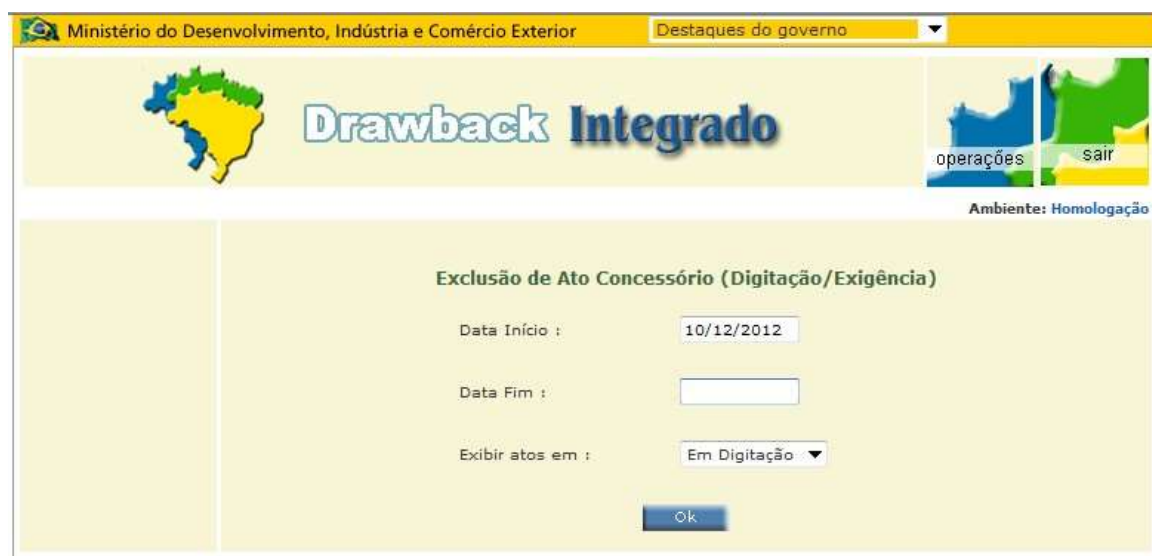 Ministério do Desenvolvimento, Indústria e Comércio Exterior Destaques do governo
Drawback Integrado
operações sair
Ambiente: Homologação
Exclusão de Ato Concessório (Digitação/Exigência)
Data Início : 10/12/2012
Data Fim :
Exibir atos em : Em Digitação
Ok